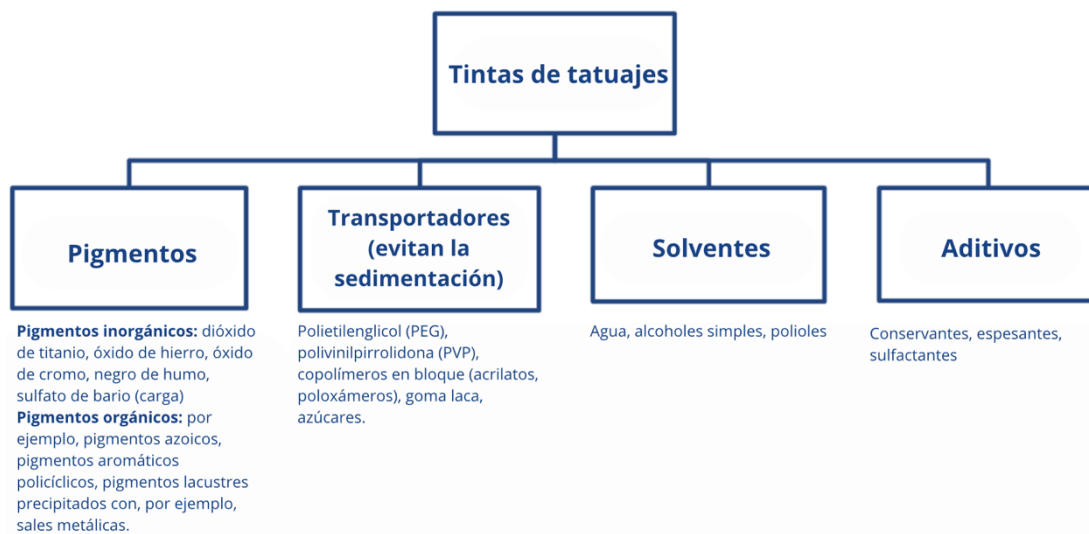 Tintas de tatuajes
Pigmentos
Pigmentos inorgánicos: dióxido
de titanio, óxido de hierro, óxido
de cromo, negro de humo,
sulfato de bario (carga)
Pigmentos orgánicos: por
ejemplo, pigmentos azoicos,
pigmentos aromáticos
policíclicos, pigmentos lacustres
precipitados con, por ejemplo,
sales metálicas.
Transportadores
(evitan la
sedimentación)
Polietilenglicol (PEG),
polivinilpirrolidona (PVP),
copolímeros en bloque (acrilatos,
poloxámeros), goma laca,
azúcares.
Solventes
Agua, alcoholes simples, polioles
Aditivos
Conservantes, espesantes,
sulfactantes